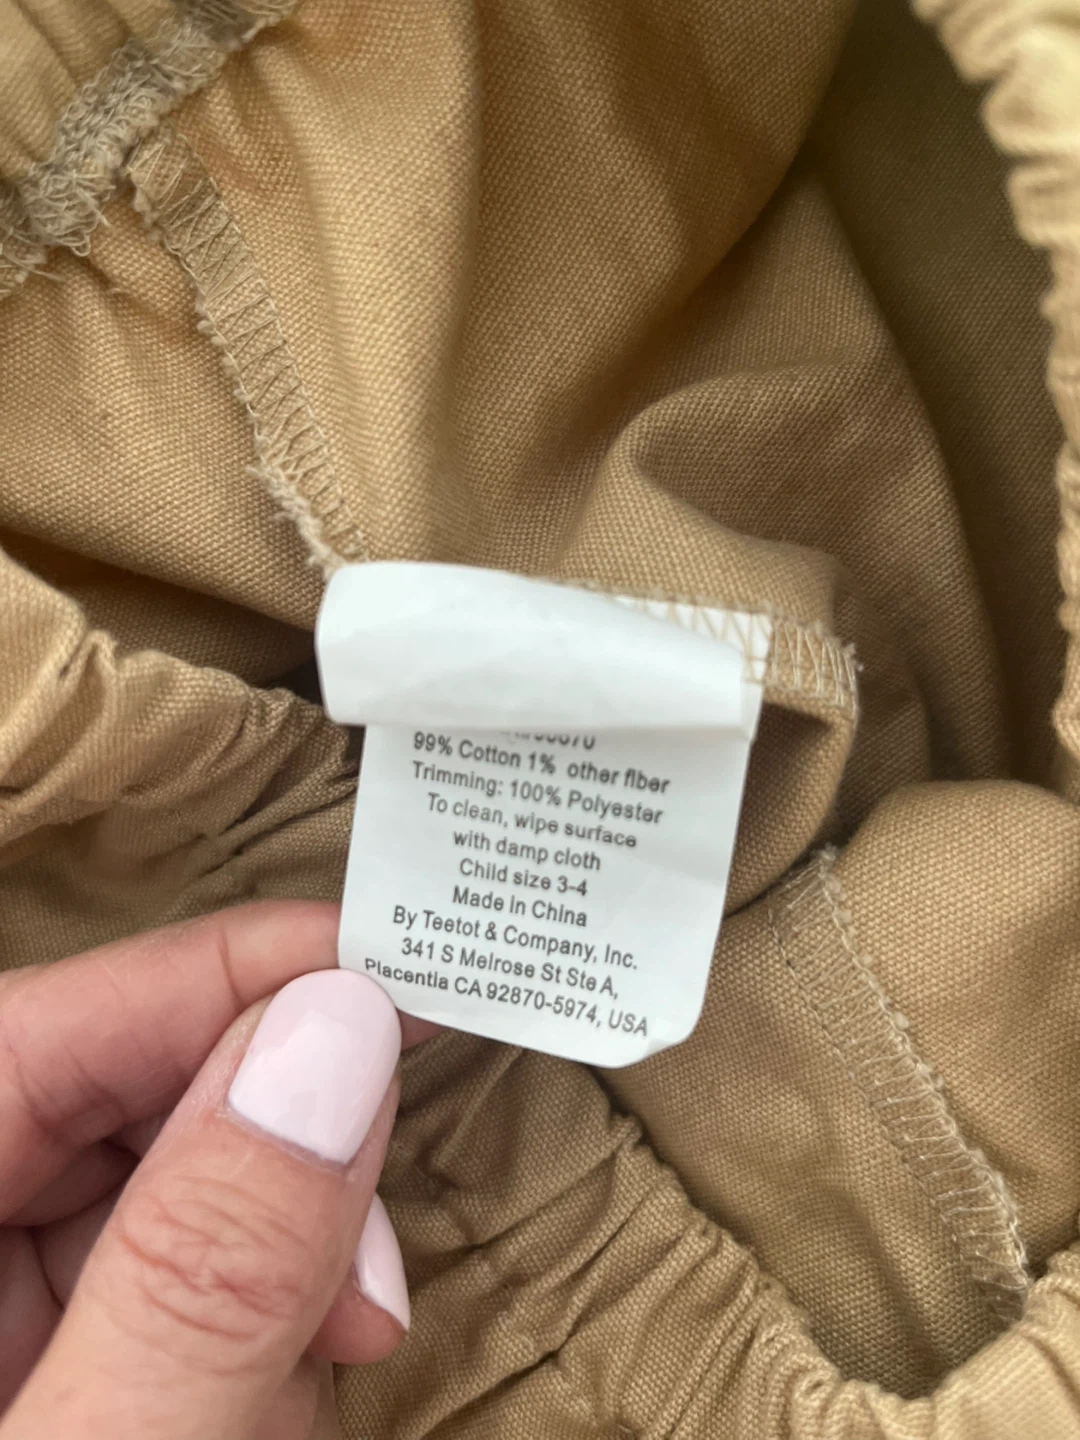 99% Cotton 1% other fiber
Trimming: 100% Polyester
To clean, wipe surface
with damp cloth
Child size 3-4
Made in China
By Teetot & Company, Inc.
341 S Melrose St Ste A,
Placentia CA 92870-5974, USA